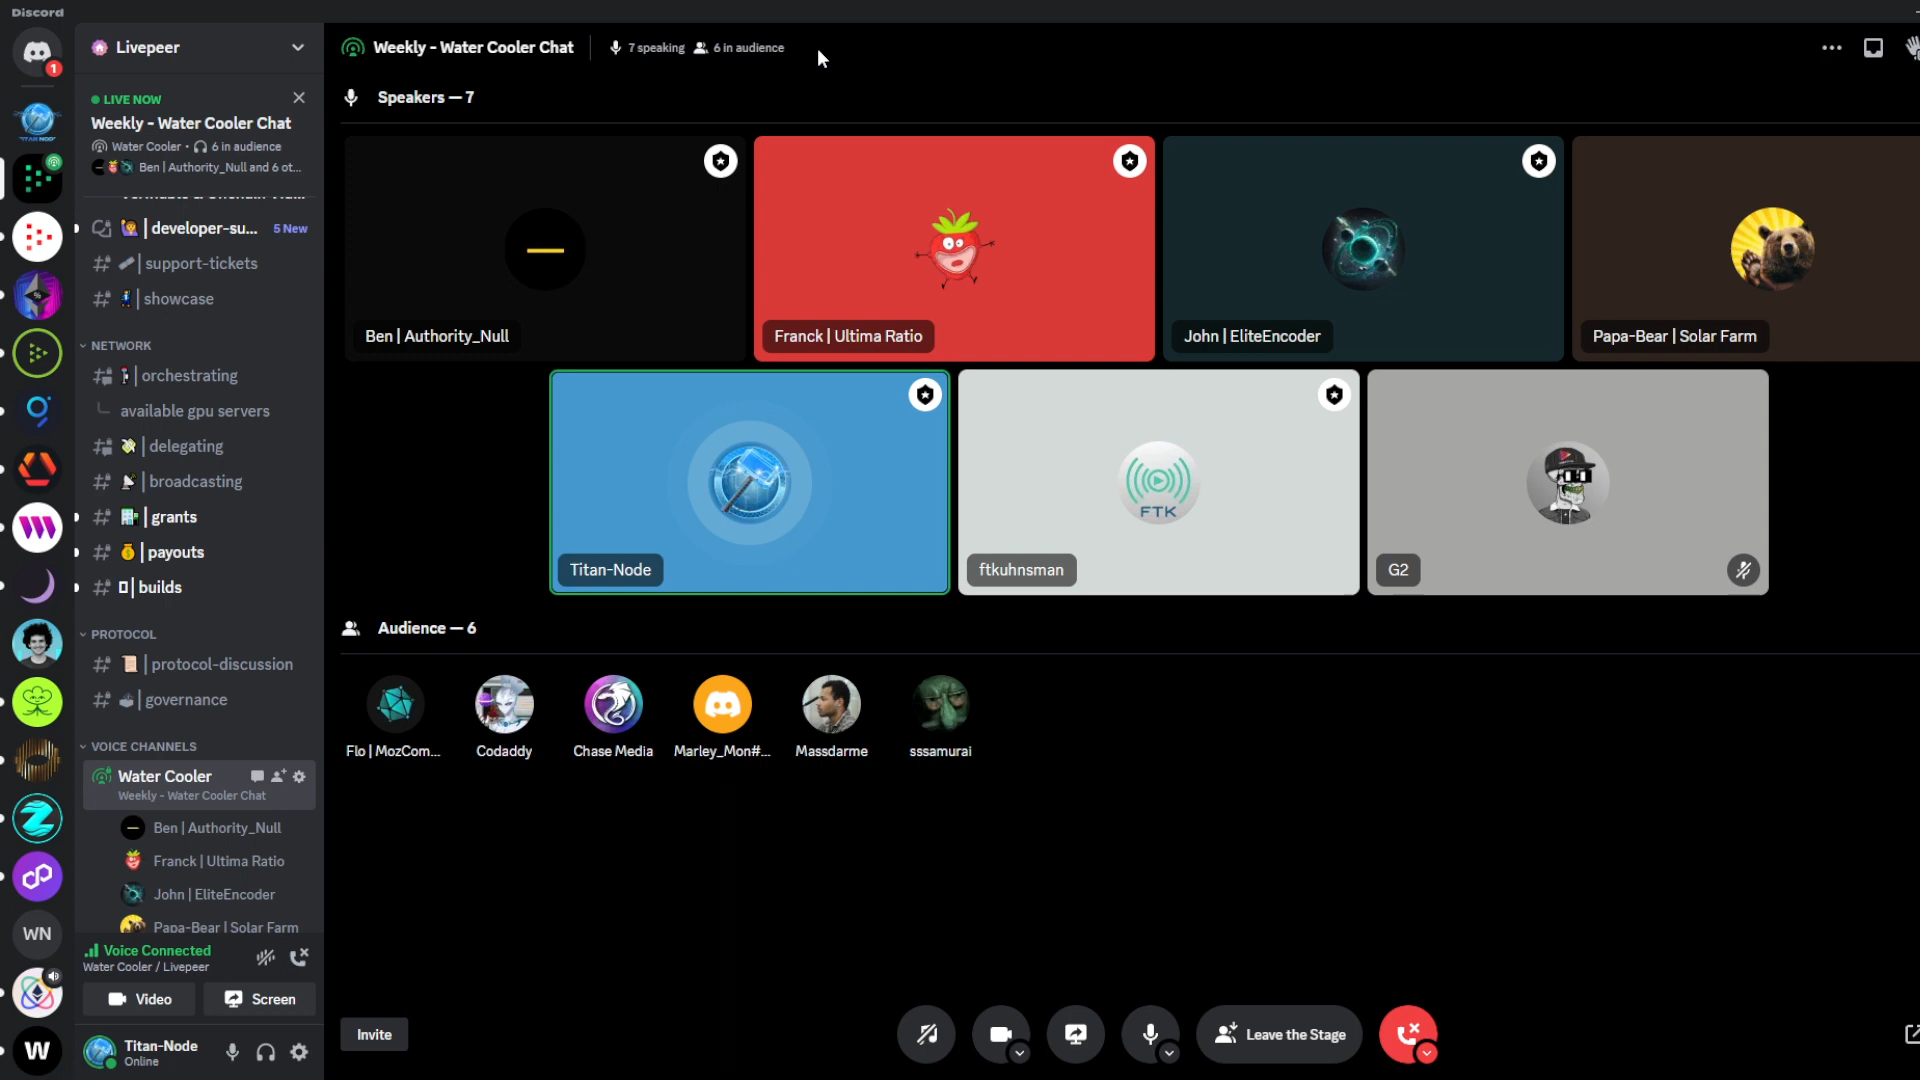 Discord
Livepeer
1
LIVE NOW
Weekly - Water Cooler Chat
Water Cooler • 6 in audience
Ben | Authority_Null and 6 ot...
developer-su... 5 New
support-tickets
showcase
NETWORK
orchestrating
available gpu servers
delegating
broadcasting
grants
payouts
builds
PROTOCOL
protocol-discussion
governance
VOICE CHANNELS
Water Cooler
Weekly - Water Cooler Chat
Ben | Authority_Null
Franck | Ultima Ratio
John | EliteEncoder
Papa-Bear | Solar Farm
WN
W
Voice Connected
Water Cooler / Livepeer
Video
Screen
Titan-Node
Online
Weekly - Water Cooler Chat
7 speaking
6 in audience
Speakers — 7
Ben | Authority_Null
Franck | Ultima Ratio
John | EliteEncoder
Papa-Bear | Solar Farm
Titan-Node
FTK
ftkuhnsman
G2
Audience — 6
Flo | MozCom...
Codaddy
Chase Media
Marley_Mon#...
Massdarme
sssamurai
Invite
Leave the Stage